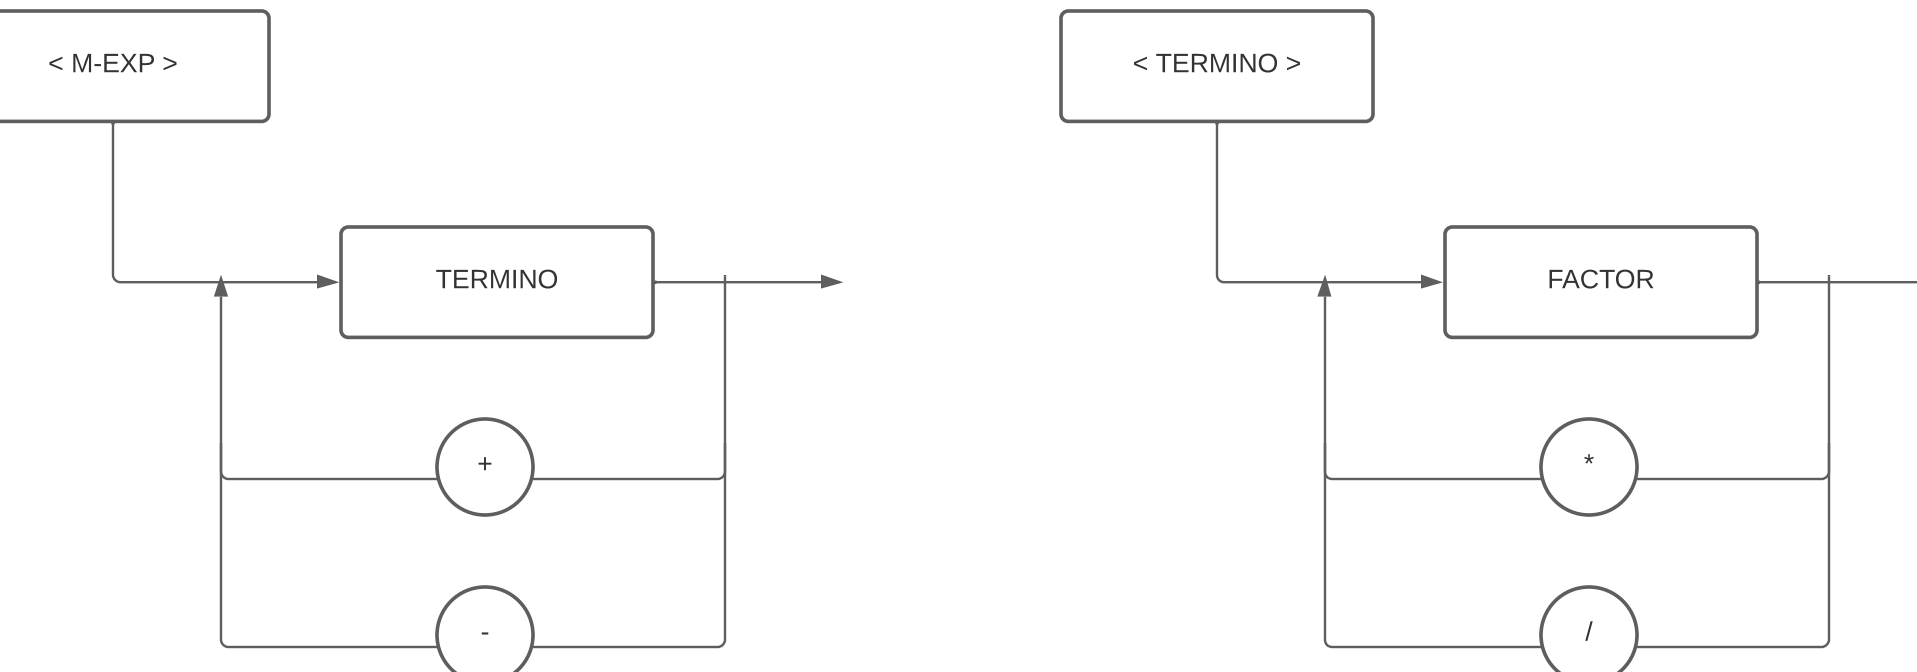 < M-EXP >
< TERMINO >
TERMINO
FACTOR
+
*
-
/